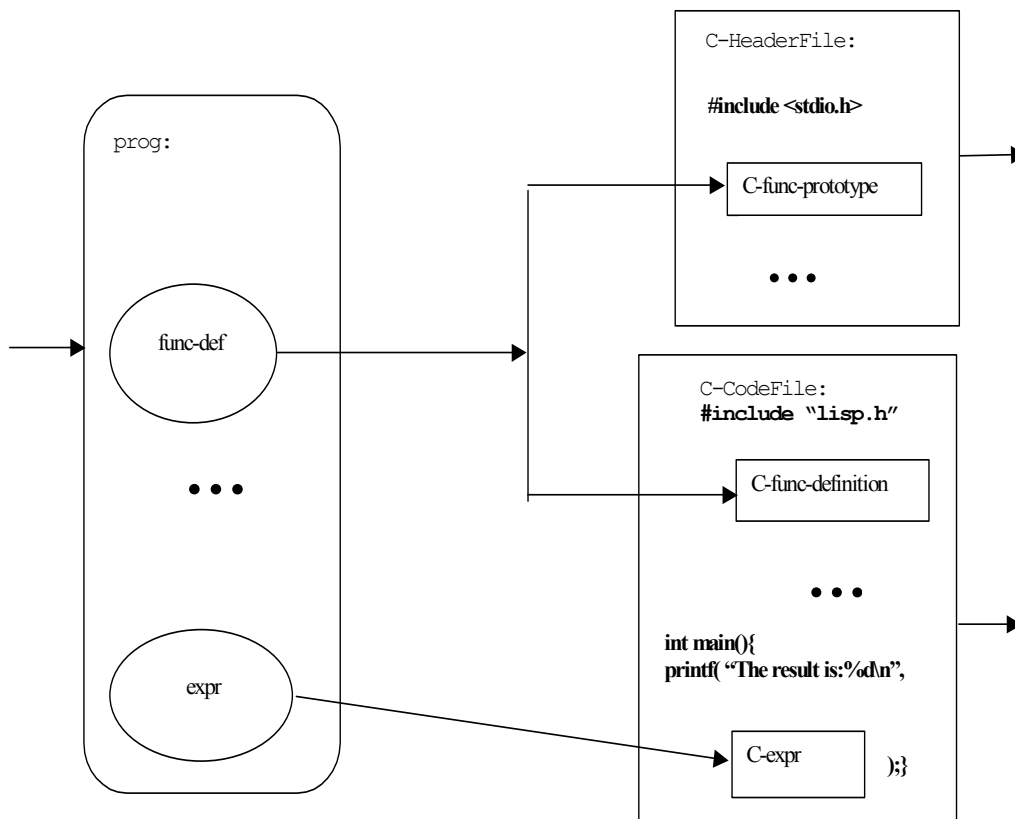 prog:
func-def
• • •
expr
C-HeaderFile:
#include <stdio.h>
C-func-prototype
• • •
C-CodeFile:
#include “lisp.h”
C-func-definition
• • •
int main(){
printf( “The result is:%d\n”,
C-expr
);}